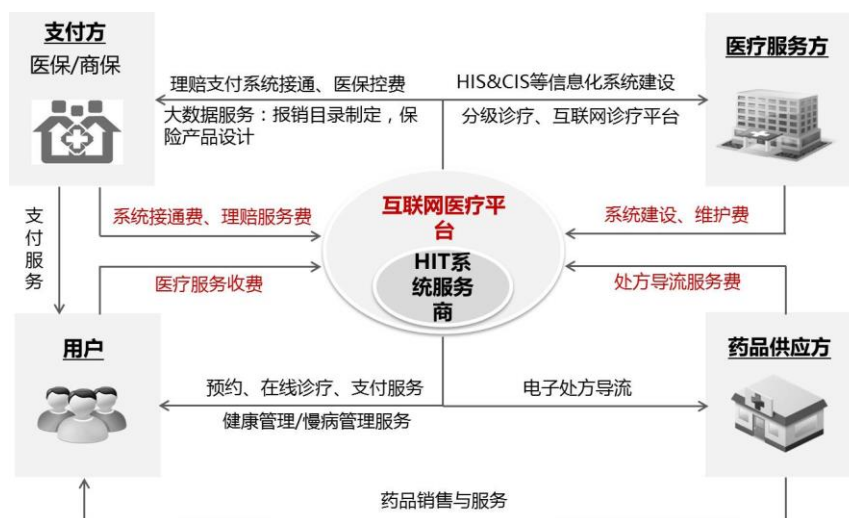 支付方
医保/商保
理赔支付系统接通、医保控费
大数据服务：报销目录制定，保
险产品设计
HIS&CIS等信息化系统建设
分级诊疗、互联网诊疗平台
医疗服务方
支付服务
系统接通费、理赔服务费
医疗服务收费
互联网医疗平
台
HIT系
统服务
商
系统建设、维护费
处方导流服务费
用户
预约、在线诊疗、支付服务
健康管理/慢病管理服务
电子处方导流
药品供应方
药品销售与服务